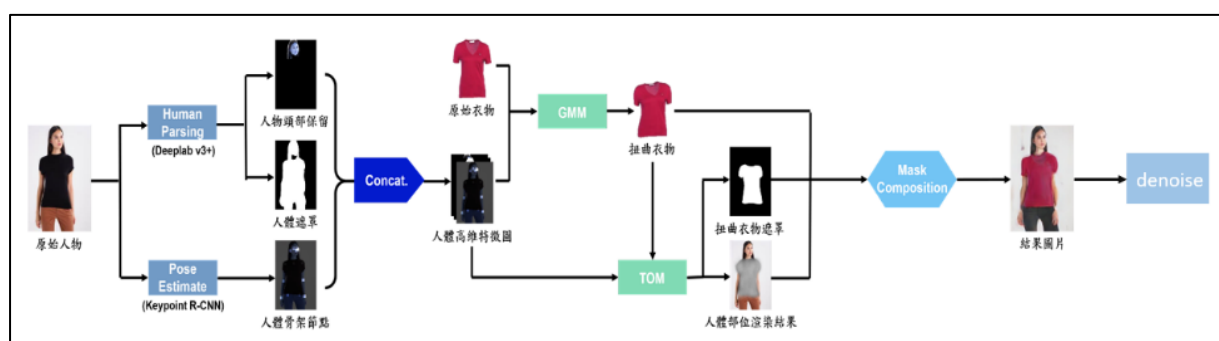 原始人物
Human
Parsing
(Deeplab v3+)
Pose
Estimate
(Keypoint R-CNN)
人物頭部保留
人體遮罩
人體骨架節點
Concat.
人體高維特徵圖
原始衣物
GMM
扭曲衣物
TOM
扭曲衣物遮罩
人體部位渲染結果
Mask
Composition
結果圖片
denoise